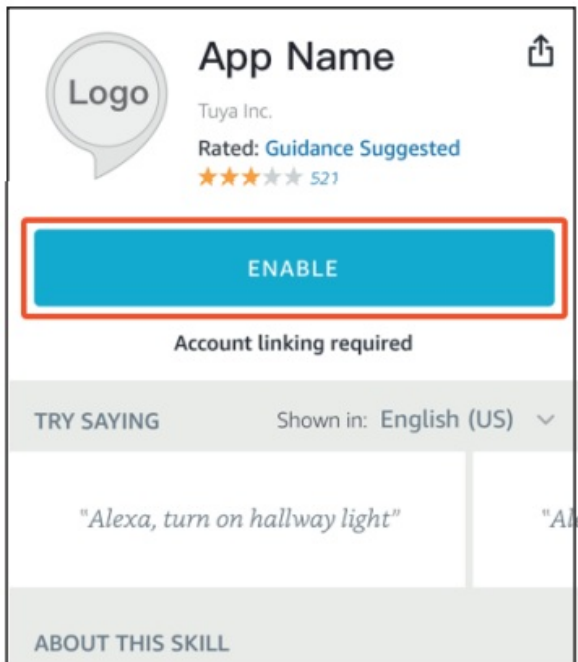 Logo
App Name
Tuya Inc.
Rated: Guidance Suggested
521
ENABLE
Account linking required
TRY SAYING Shown in: English (US)
"Alexa, turn on hallway light" "Al
ABOUT THIS SKILL